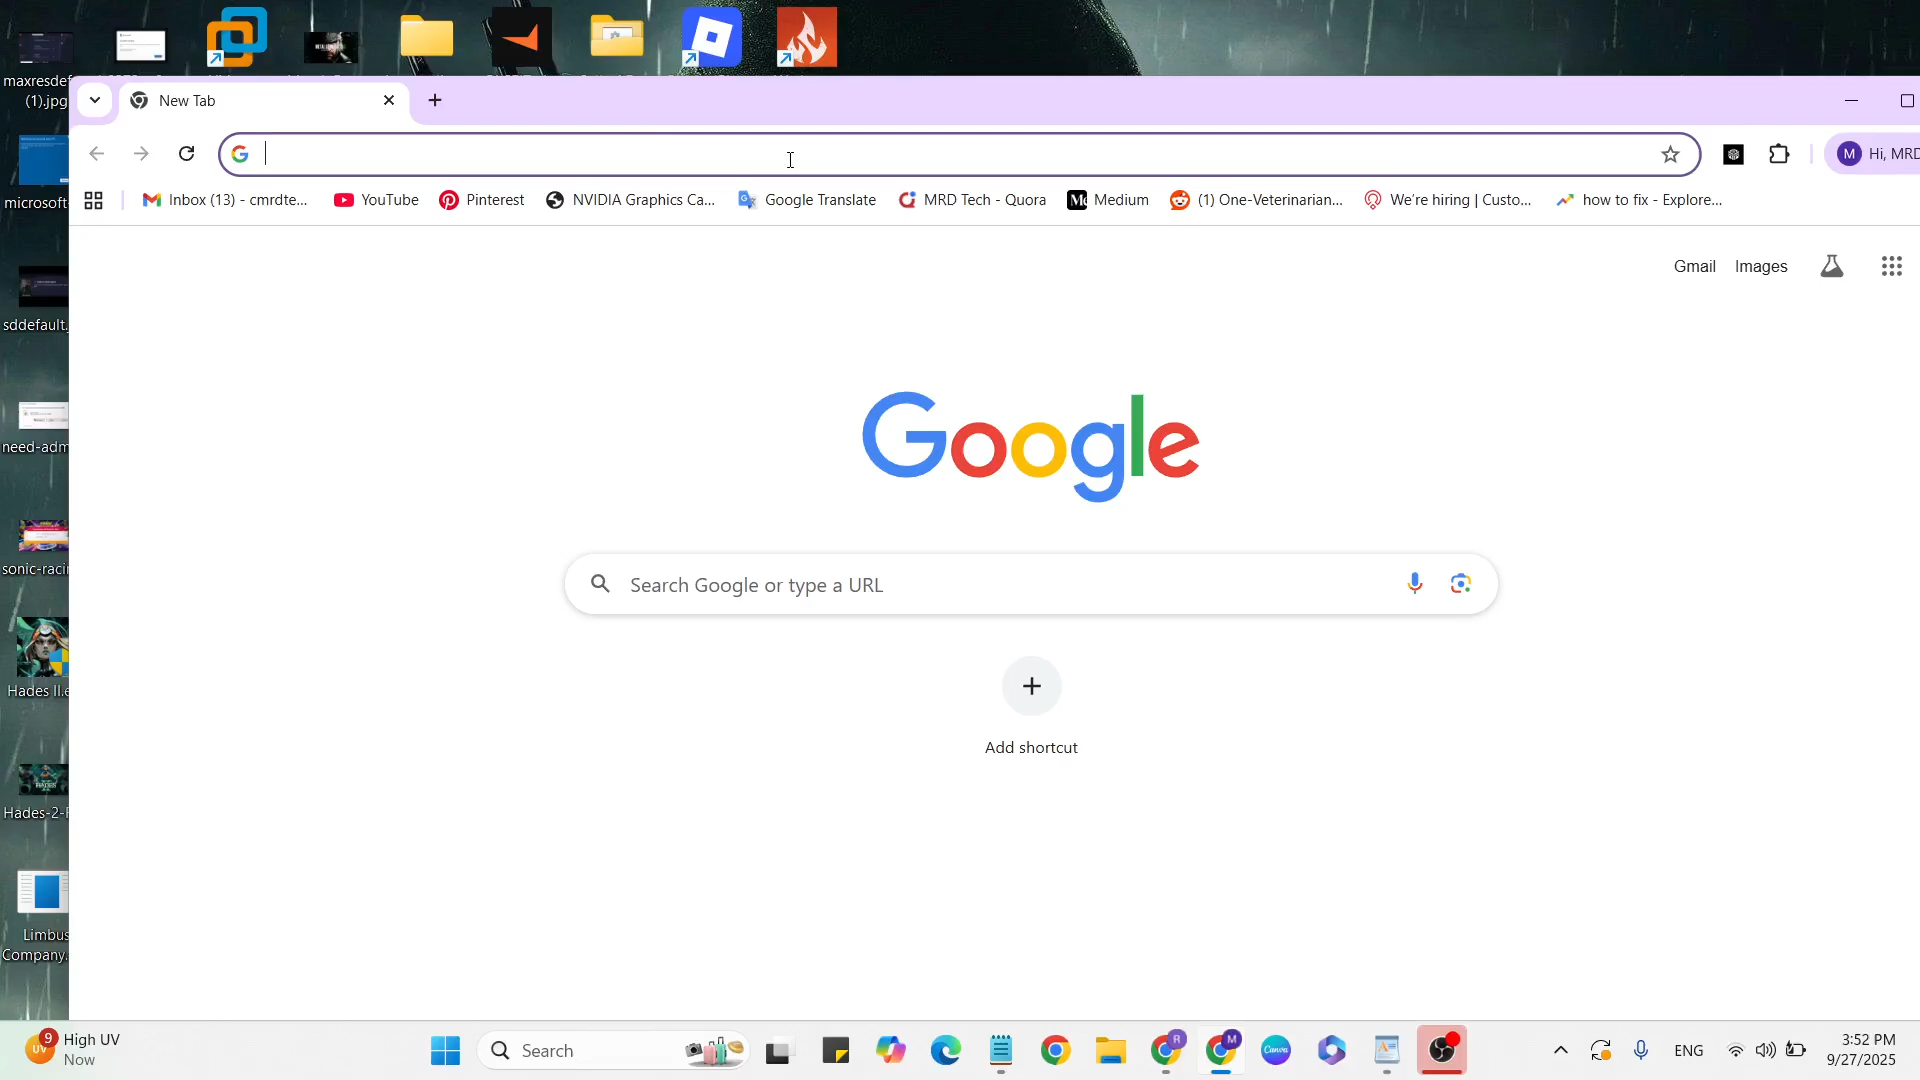 maxresdef
(1).jpg
New Tab
Hi, MRD
M
Inbox (13) - cmrdte...
YouTube
Pinterest
NVIDIA Graphics Ca...
Google Translate
MRD Tech - Quora
Medium
(1) One-Veterinarian...
We're hiring | Custo...
how to fix - Explore...
microsoft-
Gmail
Images
sddefault.
Google
need-adm
Search Google or type a URL
sonic-raci
Hades II.e
Add shortcut
Hades-2-F
Limbus
Company.
9
UV
High UV
Now
Search
R
M
Canva
ENG
3:52 PM
9/27/2025